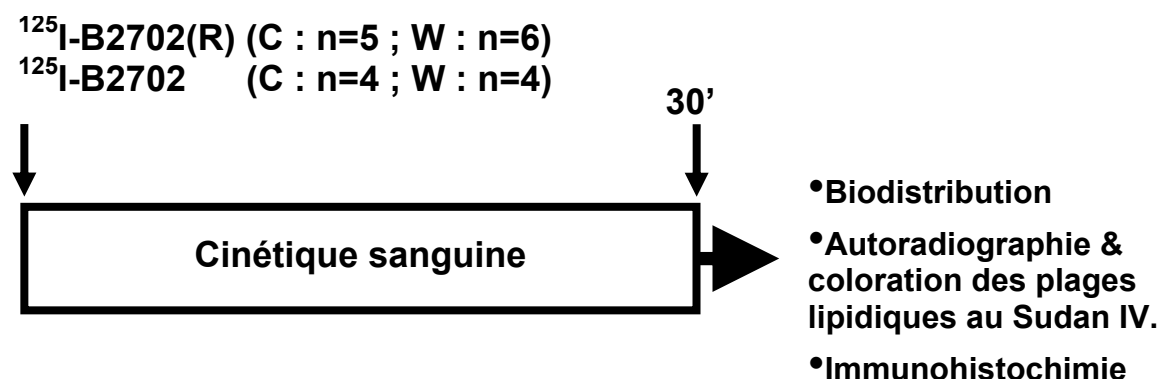 125I-B2702(R) (C : n=5 ; W : n=6)
125I-B2702 (C : n=4 ; W : n=4)
30’
Cinétique sanguine
•Biodistribution
•Autoradiographie &
coloration des plages
lipidiques au Sudan IV.
•Immunohistochimie